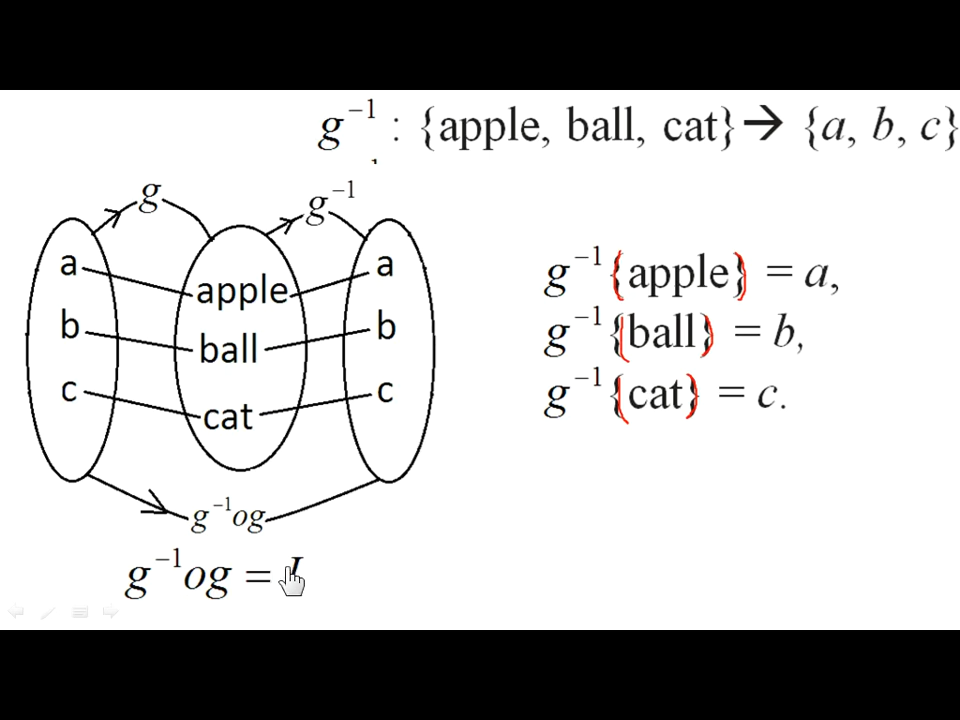 g⁻¹ : {apple, ball, cat}→ {a, b, c}
g
g⁻¹
a
b
c
apple
ball
cat
a
b
c
g⁻¹og
g⁻¹og =
g⁻¹{apple} = a,
g⁻¹{ball} = b,
g⁻¹{cat} = c.